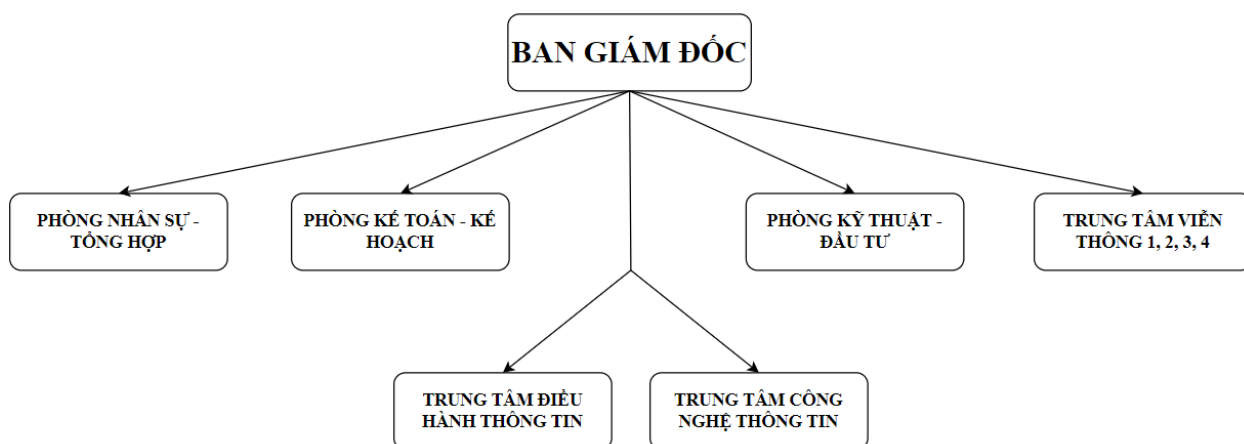 BAN GIÁM ĐỐC
PHÒNG NHÂN SỰ -
TỔNG HỢP
PHÒNG KẾ TOÁN - KẾ
HOẠCH
PHÒNG KỸ THUẬT -
ĐẦU TƯ
TRUNG TÂM VIỄN
THÔNG 1, 2, 3, 4
TRUNG TÂM ĐIỀU
HÀNH THÔNG TIN
TRUNG TÂM CÔNG
NGHỆ THÔNG TIN